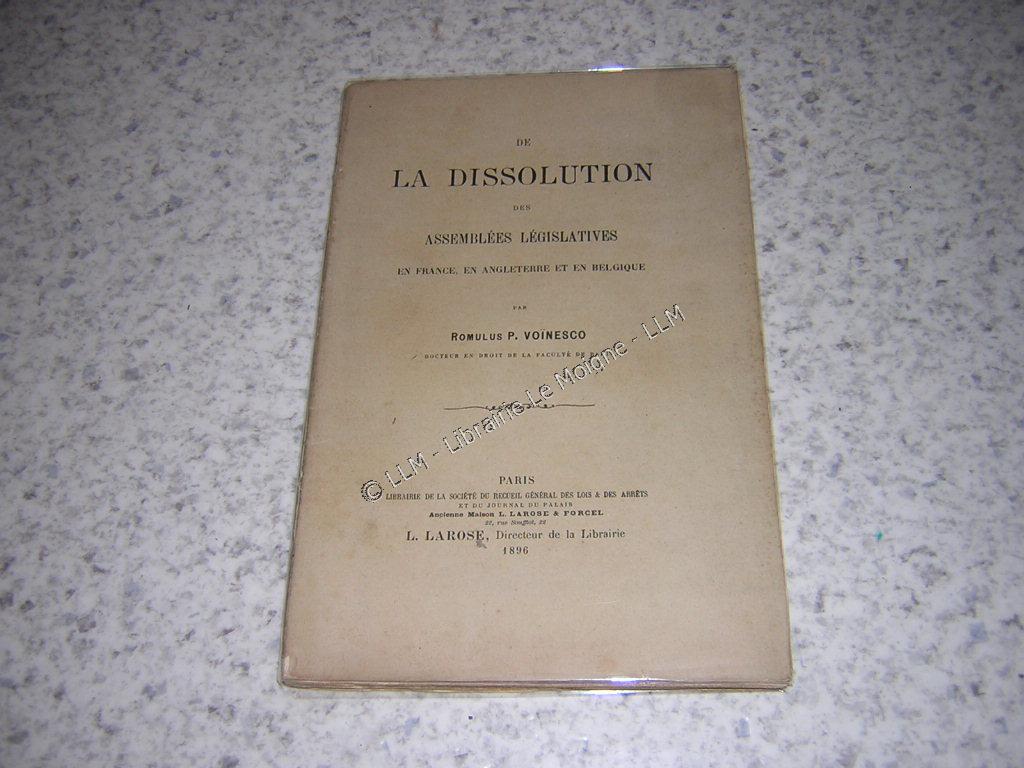 DE
LA DISSOLUTION
DES
ASSEMBLÉES LÉGISLATIVES
EN FRANCE, EN ANGLETERRE ET EN BELGIQUE
PAR
ROMULUS P. VOÏNESCO
DOCTEUR EN DROIT DE LA FACULTÉ DE
© LLM - Librairie Le Moigne - LLM
PARIS
LIBRAIRIE DE LA SOCIÉTÉ DU RECUEIL GÉNÉRAL DES LOIS & DES ARRÊTS
ET DU JOURNAL DU PALAIS
Ancienne Maison L. LAROSE & FORCEL
22, rue Soufflot, 22
L. LAROSE, Directeur de la Librairie
1896